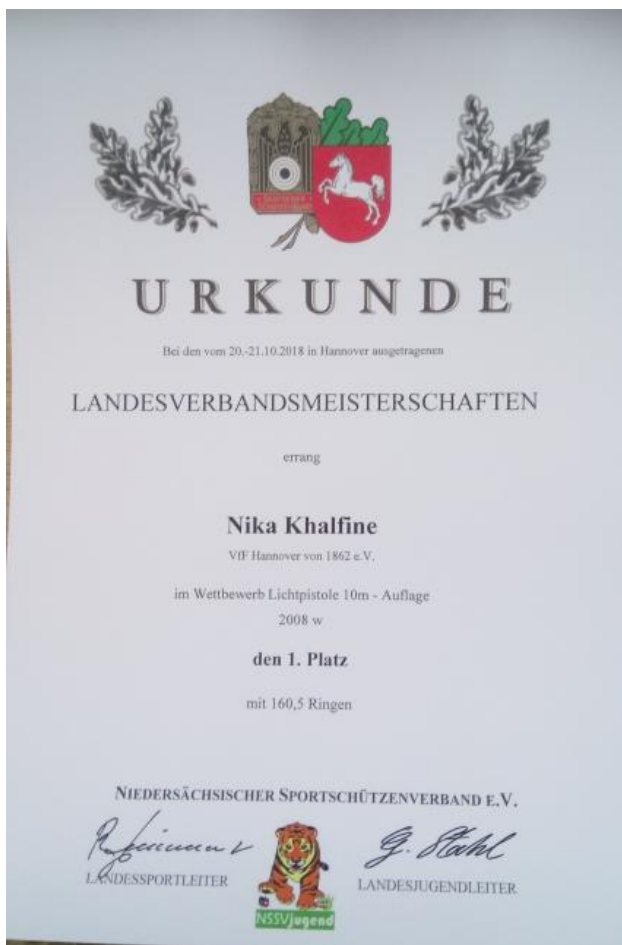 URKUNDE
Bei den vom 20.-21.10.2018 in Hannover ausgetragenen
LANDESVERBANDSMEISTERSCHAFTEN
errang
Nika Khalfine
VfF Hannover von 1862 e.V.
im Wettbewerb Lichtpistole 10m - Auflage
2008 w
den 1. Platz
mit 160,5 Ringen
NIEDERSÄCHSISCHER SPORTSCHÜTZENVERBAND E.V.
G. Stahl
LANDESSPORTLEITER
LANDESJUGENDLEITER
NSSVjugend